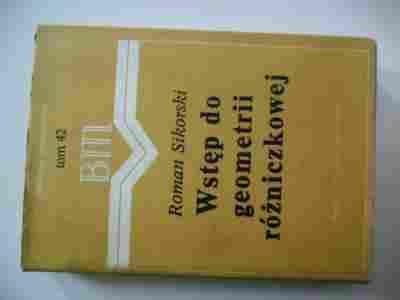 tom 42
BM
Roman Sikorski
Wstęp do
geometrii
różniczkowej